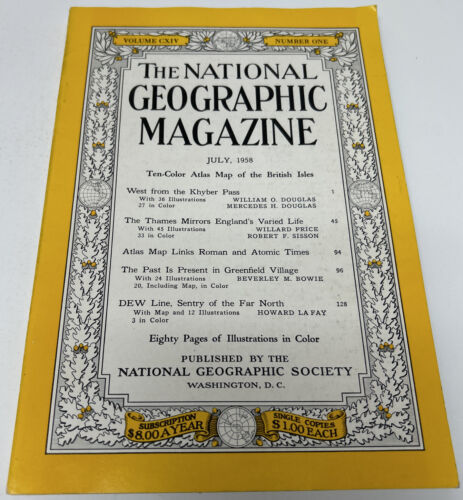 VOLUME CXIV NUMBER ONE
THE NATIONAL
GEOGRAPHIC
MAGAZINE
JULY, 1958
Ten-Color Atlas Map of the British Isles
West from the Khyber Pass 1
With 36 Illustrations WILLIAM O. DOUGLAS
27 in Color MERCEDES H. DOUGLAS
The Thames Mirrors England's Varied Life 45
With 45 Illustrations WILLARD PRICE
33 in Color ROBERT F. SISSON
Atlas Map Links Roman and Atomic Times 94
The Past Is Present in Greenfield Village 96
With 24 Illustrations BEVERLEY M. BOWIE
20, Including Map, in Color
DEW Line, Sentry of the Far North 128
With Map and 12 Illustrations HOWARD LA FAY
3 in Color
Eighty Pages of Illustrations in Color
PUBLISHED BY THE
NATIONAL GEOGRAPHIC SOCIETY
WASHINGTON, D. C.
SUBSCRIPTION SINGLE COPIES
$8.00 A YEAR $1.00 EACH